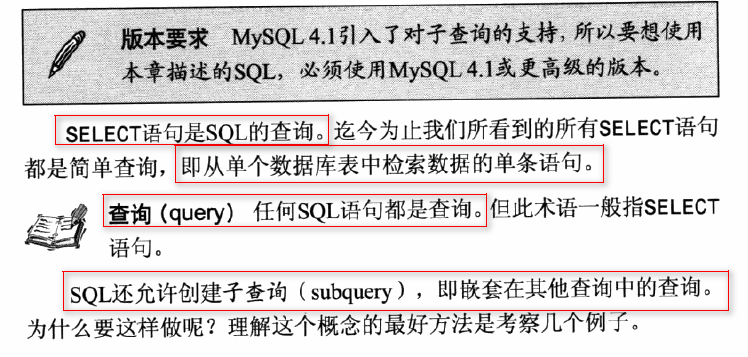 版本要求 MySQL 4.1引入了对子查询的支持，所以要想使用
本章描述的SQL，必须使用MySQL 4.1或更高级的版本。
SELECT语句是SQL的查询。迄今为止我们所看到的所有SELECT语句
都是简单查询，即从单个数据库表中检索数据的单条语句。
查询（query） 任何SQL语句都是查询。但此术语一般指SELECT
语句。
SQL还允许创建子查询（subquery），即嵌套在其他查询中的查询。
为什么要这样做呢？理解这个概念的最好方法是考察几个例子。